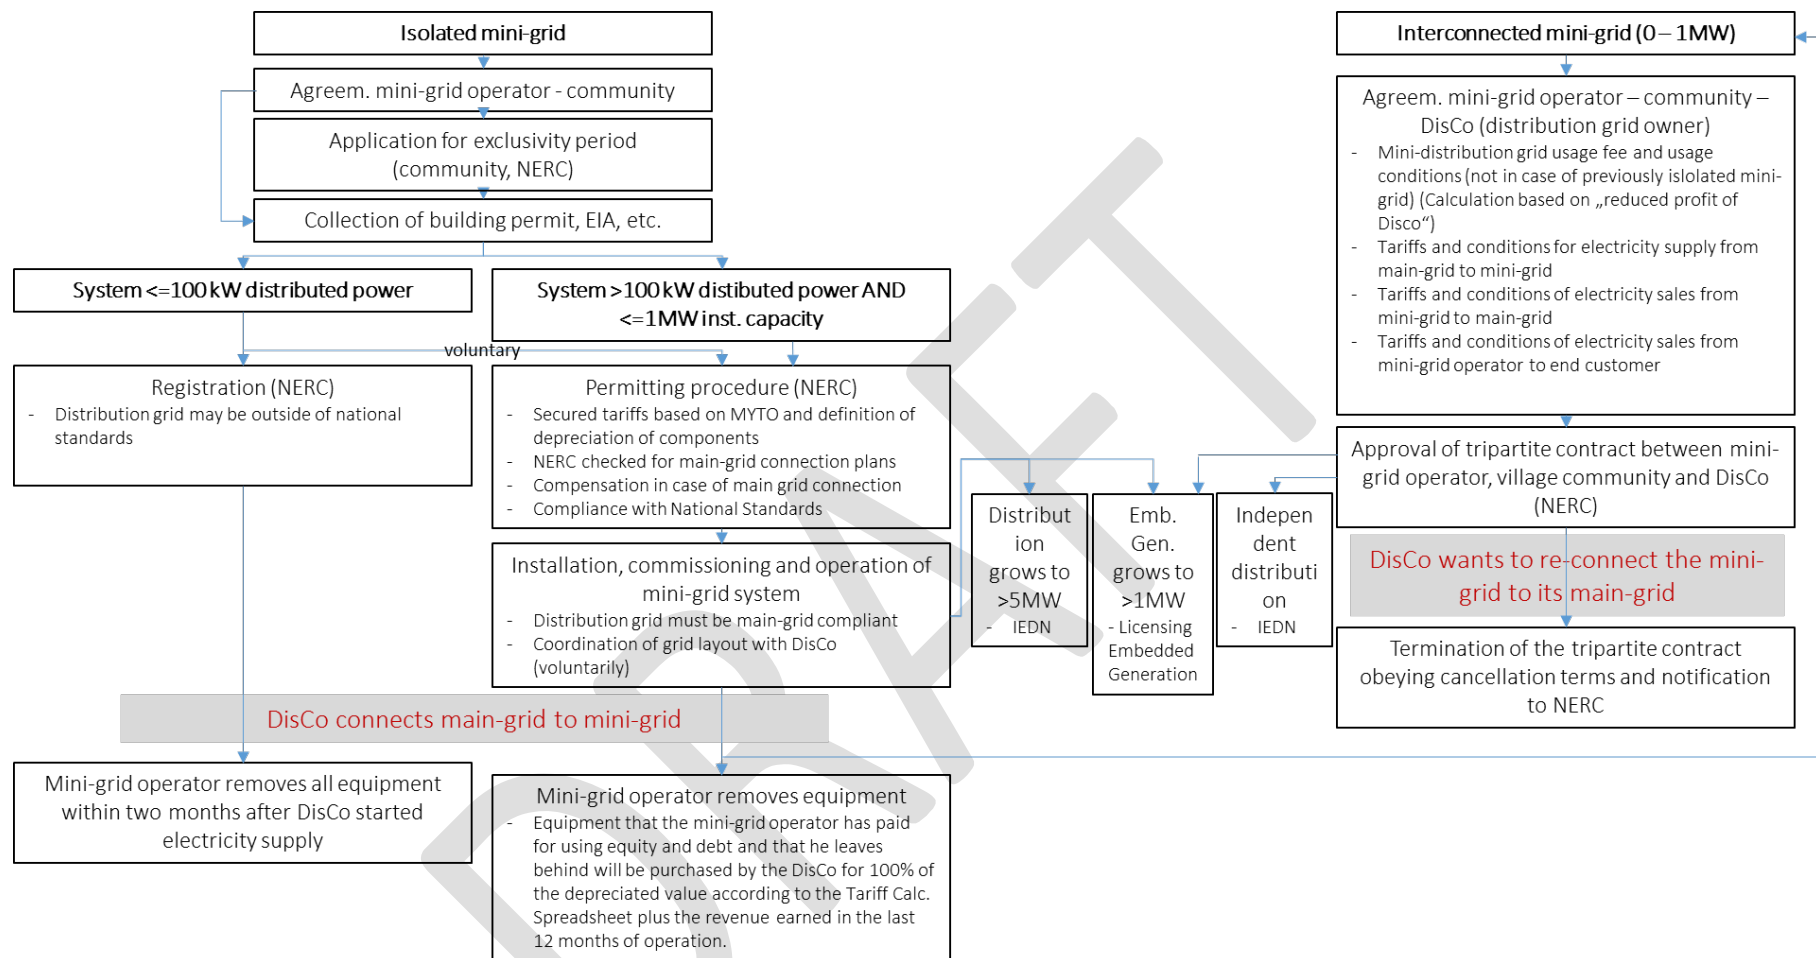 Isolated mini-grid
Agreem. mini-grid operator - community
Application for exclusivity period
(community, NERC)
Collection of building permit, EIA, etc.
System <=100 kW distributed power
System >100 kW distibuted power AND
<=1MW inst. capacity
voluntary
Registration (NERC)
- Distribution grid may be outside of national
standards
Permitting procedure (NERC)
- Secured tariffs based on MYTO and definition of
depreciation of components
- NERC checked for main-grid connection plans
- Compensation in case of main grid connection
- Compliance with National Standards
Installation, commissioning and operation of
mini-grid system
- Distribution grid must be main-grid compliant
- Coordination of grid layout with DisCo
(voluntarily)
DisCo connects main-grid to mini-grid
Mini-grid operator removes all equipment
within two months after DisCo started
electricity supply
Mini-grid operator removes equipment
- Equipment that the mini-grid operator has paid
for using equity and debt and that he leaves
behind will be purchased by the DisCo for 100% of
the depreciated value according to the Tariff Calc.
Spreadsheet plus the revenue earned in the last
12 months of operation.
Distribut
ion
grows to
>5MW
- IEDN
Emb.
Gen.
grows to
>1MW
- Licensing
Embedded
Generation
Indepen
dent
distributi
on
- IEDN
Interconnected mini-grid (0 – 1MW)
Agreem. mini-grid operator – community –
DisCo (distribution grid owner)
- Mini-distribution grid usage fee and usage
conditions (not in case of previously islolated mini-
grid) (Calculation based on „reduced profit of
Disco“)
- Tariffs and conditions for electricity supply from
main-grid to mini-grid
- Tariffs and conditions of electricity sales from
mini-grid to main-grid
- Tariffs and conditions of electricity sales from
mini-grid operator to end customer
Approval of tripartite contract between mini-
grid operator, village community and DisCo
(NERC)
DisCo wants to re-connect the mini-
grid to its main-grid
Termination of the tripartite contract
obeying cancellation terms and notification
to NERC
DRAFT